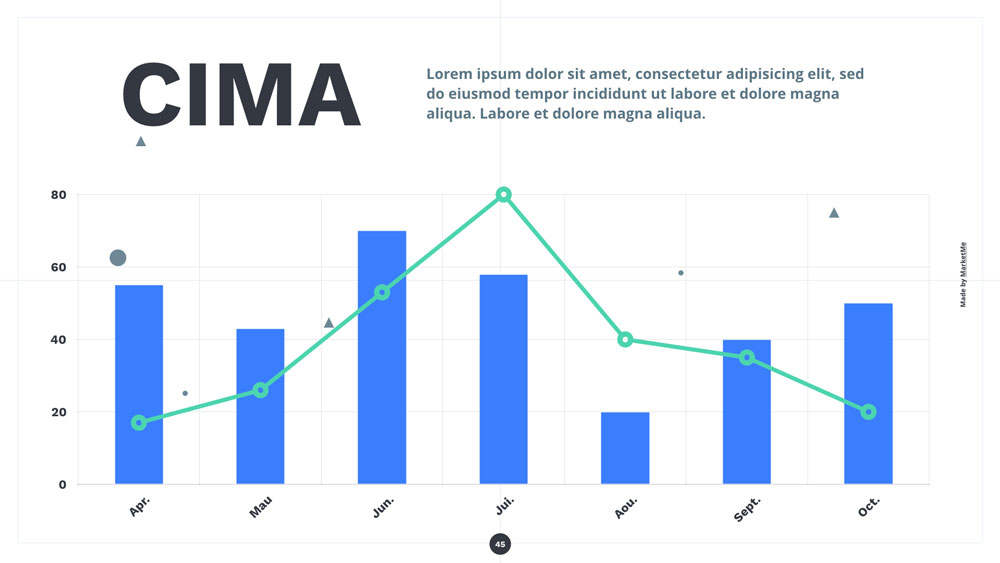 CIMA
Lorem ipsum dolor sit amet, consectetur adipisicing elit, sed
do eiusmod tempor incididunt ut labore et dolore magna
aliqua. Labore et dolore magna aliqua.
80
60
40
20
0
Apr.
Mau
Jun.
Jui.
Aou.
Sept.
Oct.
Made by MarketMe
45